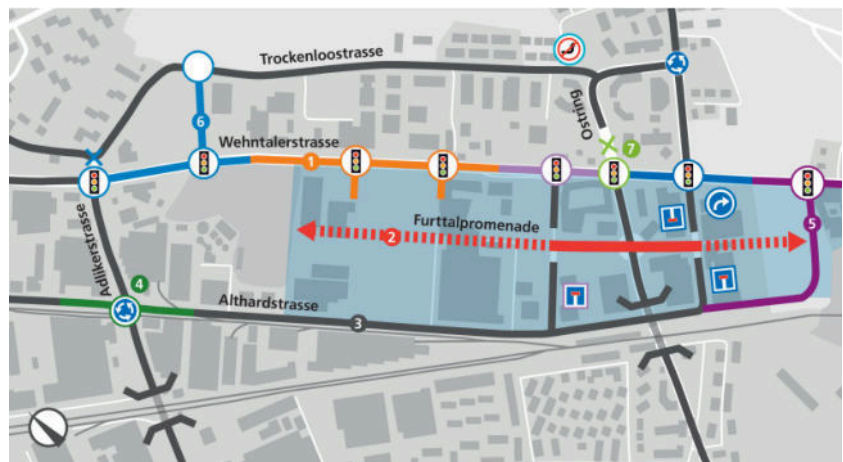 Trockenloostrasse
Ostring
6
Wehntalerstrasse
7
1
Adlikerstrasse
Furttalpromenade
2
5
4
Althardstrasse
3